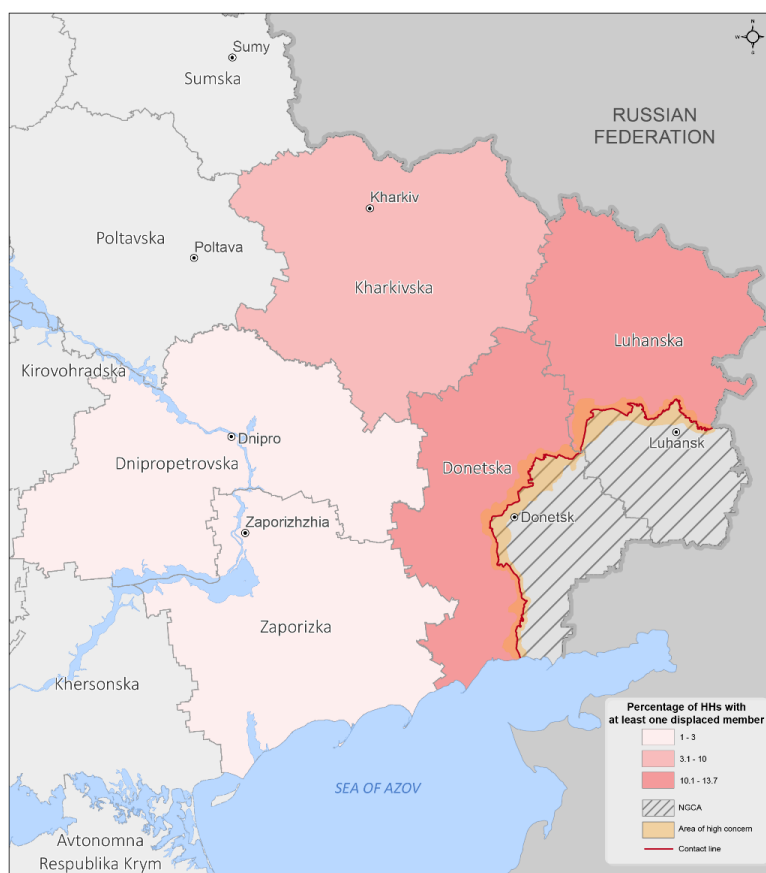 N
W
S
Sumy
Sumska
RUSSIAN
FEDERATION
Kharkiv
Poltavska
Poltava
Kharkivska
Luhanska
Kirovohradska
Dnipro
Luhansk
Dnipropetrovska
Donetska
Donetsk
Zaporizhzhia
Zaporizka
Khersonska
SEA OF AZOV
Avtonomna
Respublika Krym
Percentage of HHs with
at least one displaced member
1 - 3
3.1 - 10
10.1 - 13.7
NGCA
Area of high concern
Contact line